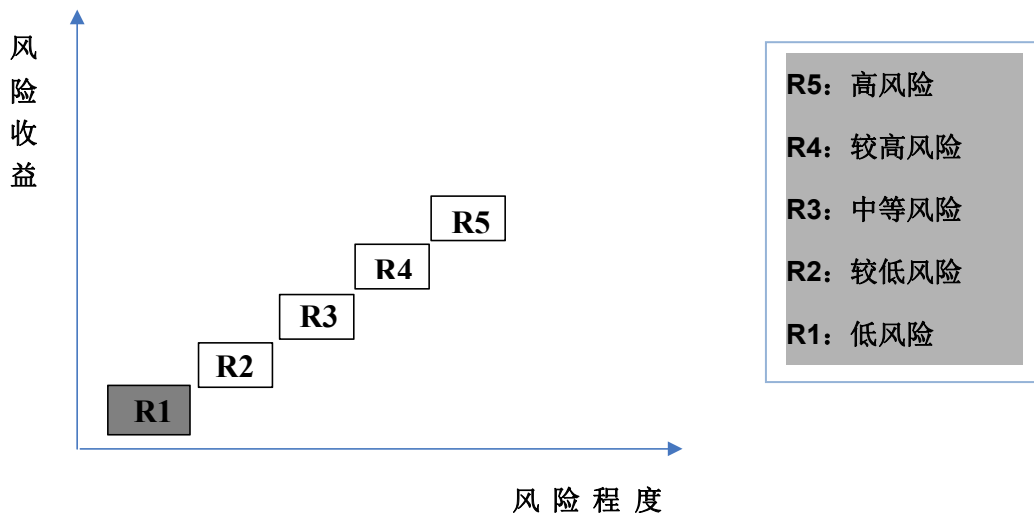 风险收益
R5
R4
R3
R2
R1
风险程度
R5：高风险
R4：较高风险
R3：中等风险
R2：较低风险
R1：低风险